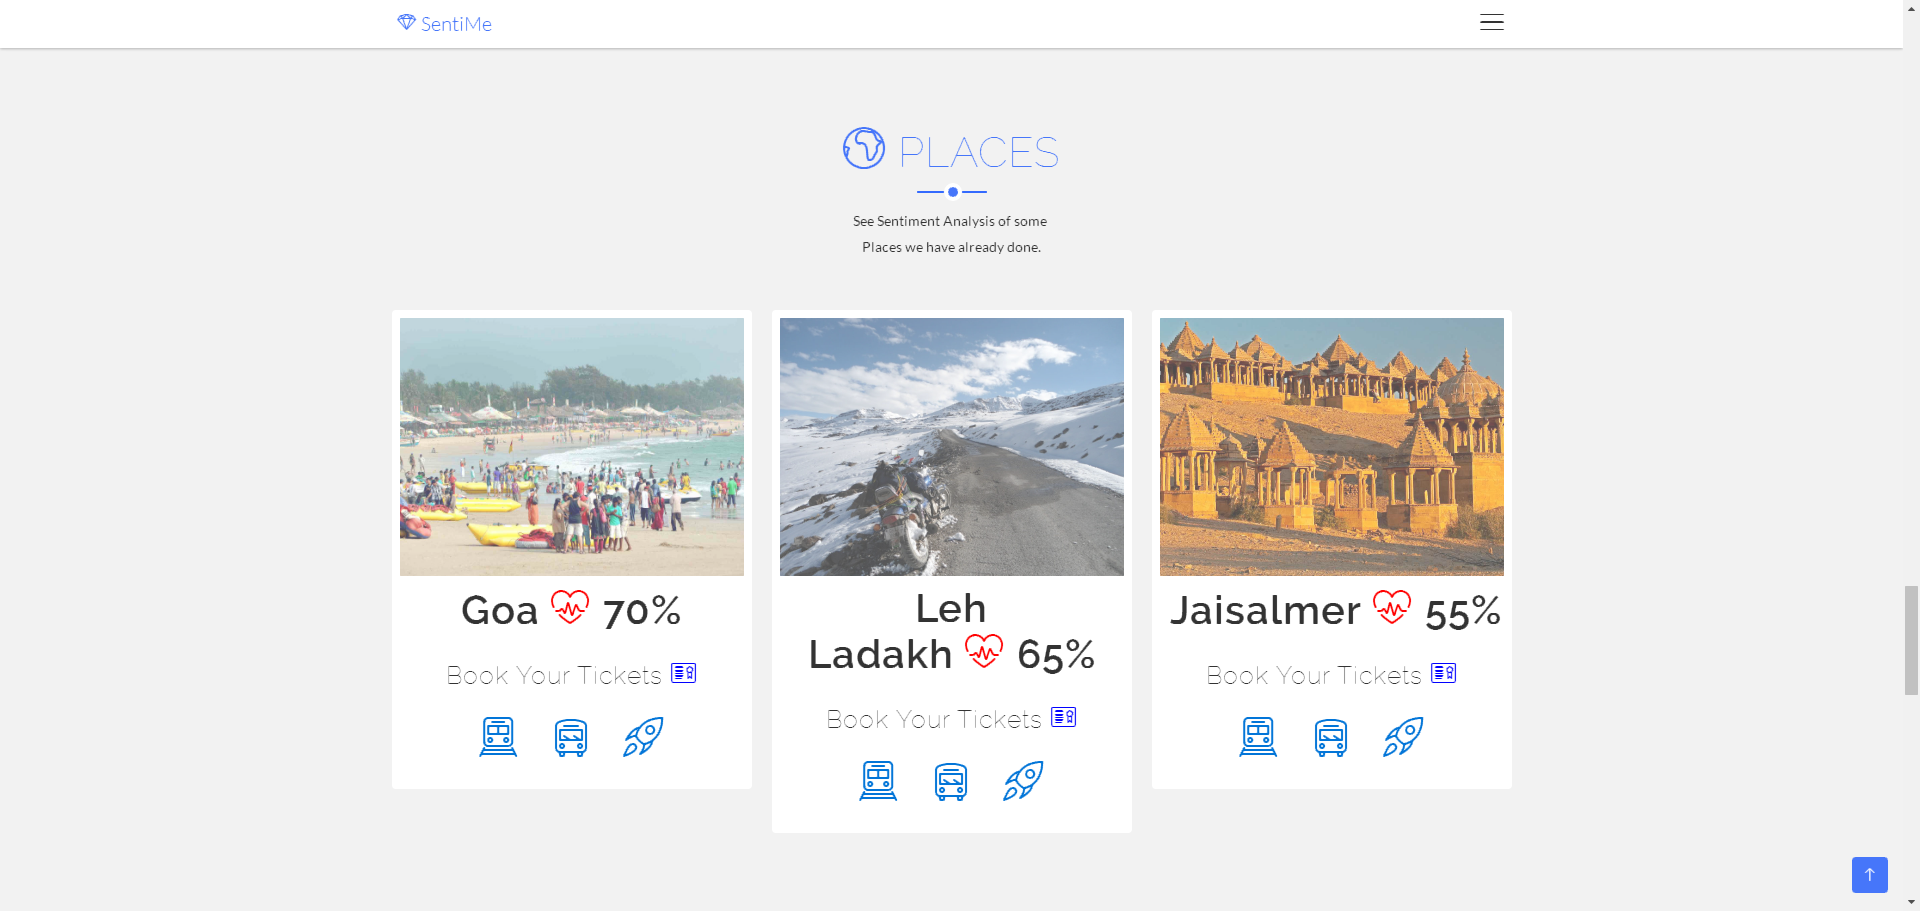 SentiMe
PLACES
See Sentiment Analysis of some
Places we have already done.
Goa 70%
Book Your Tickets
Leh
Ladakh 65%
Book Your Tickets
Jaisalmer 55%
Book Your Tickets